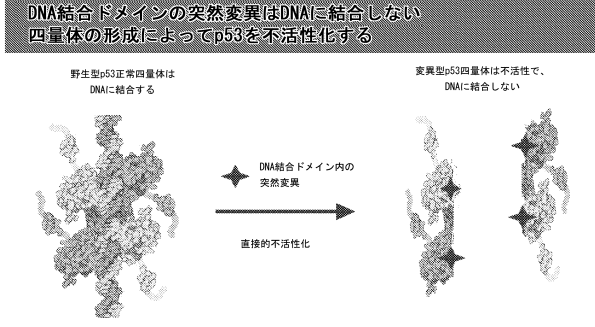 DNA結合ドメインの突然変異はDNAに結合しない
四量体の形成によってp53を不活性化する
野生型p53正常四量体は
DNAに結合する
変異型p53四量体は不活性で、
DNAに結合しない
DNA結合ドメイン内の
突然変異
直接的不活性化